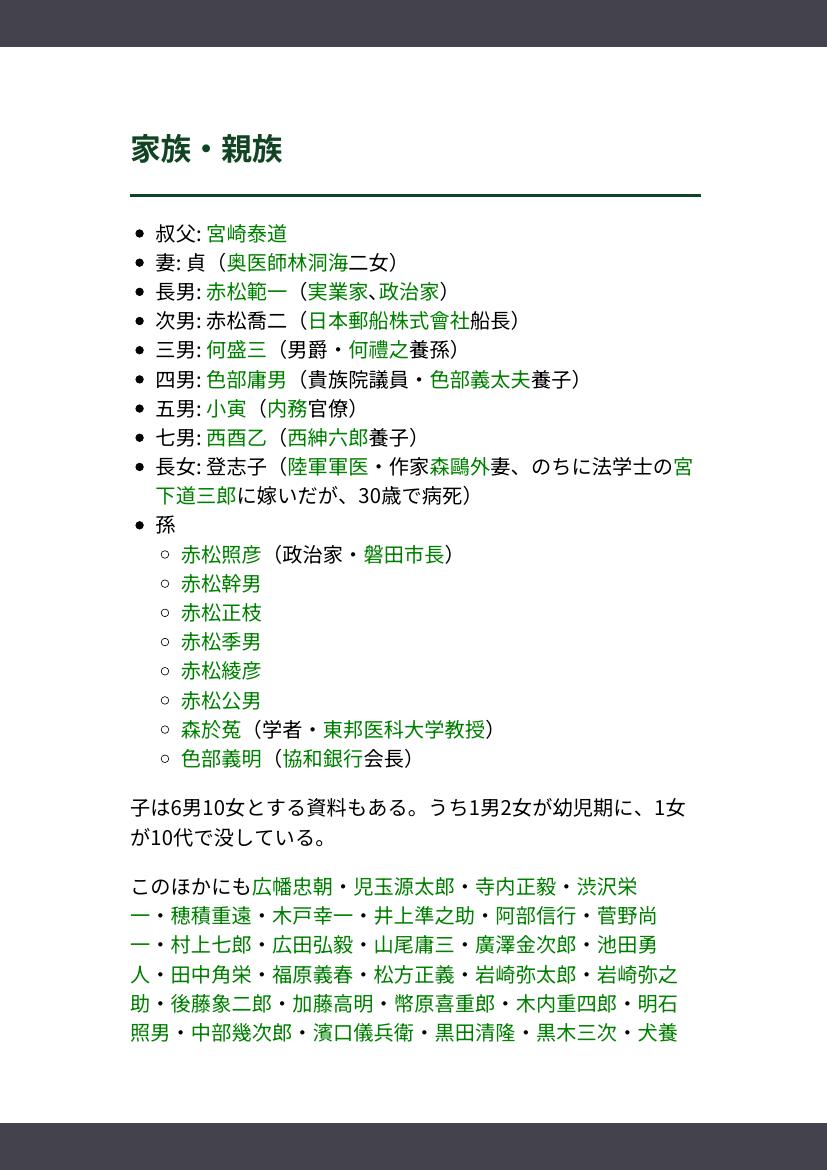 家族・親族
叔父: 宮崎泰道
妻: 貞（奥医師林洞海二女）
長男: 赤松範一（実業家、政治家）
次男: 赤松喬二（日本郵船株式會社船長）
三男: 何盛三（男爵・何禮之養孫）
四男: 色部庸男（貴族院議員・色部義太夫養子）
五男: 小寅（内務官僚）
七男: 西酉乙（西紳六郎養子）
長女: 登志子（陸軍軍医・作家森鷗外妻、のちに法学士の宮
下道三郎に嫁いだが、30歳で病死）
孫
赤松照彦（政治家・磐田市長）
赤松幹男
赤松正枝
赤松季男
赤松綾彦
赤松公男
森於菟（学者・東邦医科大学教授）
色部義明（協和銀行会長）
子は6男10女とする資料もある。うち1男2女が幼児期に、1女
が10代で没している。
このほかにも広幡忠朝・児玉源太郎・寺内正毅・渋沢栄
一・穂積重遠・木戸幸一・井上準之助・阿部信行・菅野尚
一・村上七郎・広田弘毅・山尾庸三・廣澤金次郎・池田勇
人・田中角栄・福原義春・松方正義・岩崎弥太郎・岩崎弥之
助・後藤象二郎・加藤高明・幣原喜重郎・木内重四郎・明石
照男・中部幾次郎・濱口儀兵衛・黒田清隆・黒木三次・犬養